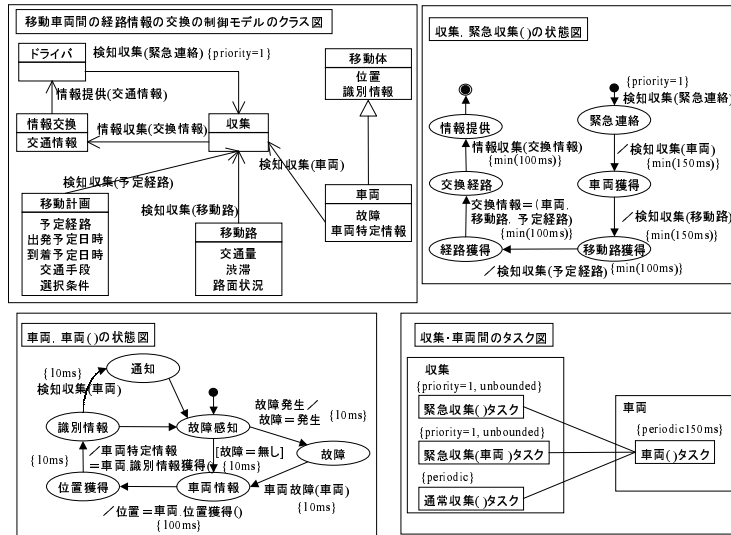 移動車両間の経路情報の交換の制御モデルのクラス図
ドライバ
検知収集(緊急連絡) {priority=1}
移動体
位置
識別情報
情報提供(交通情報)
情報交換
交通情報
情報収集(交換情報)
収集
検知収集(車両)
検知収集(予定経路)
移動計画
予定経路
出発予定日時
到着予定日時
交通手段
選択条件
検知収集(移動路)
移動路
交通量
渋滞
路面状況
車両
故障
車両特定情報
収集. 緊急収集()の状態図
{priority=1}
検知収集(緊急連絡)
緊急連絡
情報提供
情報収集(交換情報)
{min(100ms)}
/検知収集(車両)
{min(150ms)}
交換経路
車両獲得
交換情報={車両.
移動路. 予定経路)
{min(100ms)}
/検知収集(移動路)
{min(150ms)}
経路獲得
移動路獲得
/検知収集(予定経路) {min(100ms)}
車両. 車両()の状態図
{10ms}
検知収集(車両)
通知
識別情報
故障感知
故障発生/
故障=発生
{10ms}
{10ms}
/車両特定情報
=車両.識別情報獲得()
[故障=無し]
{10ms}
故障
位置獲得
車両情報
車両故障(車両)
{10ms}
/位置=車両.位置獲得()
{100ms}
収集・車両間のタスク図
収集
{priority=1, unbounded}
緊急収集()タスク
{priority=1, unbounded}
緊急収集(車両)タスク
{periodic}
通常収集()タスク
車両
{periodic150ms}
車両()タスク